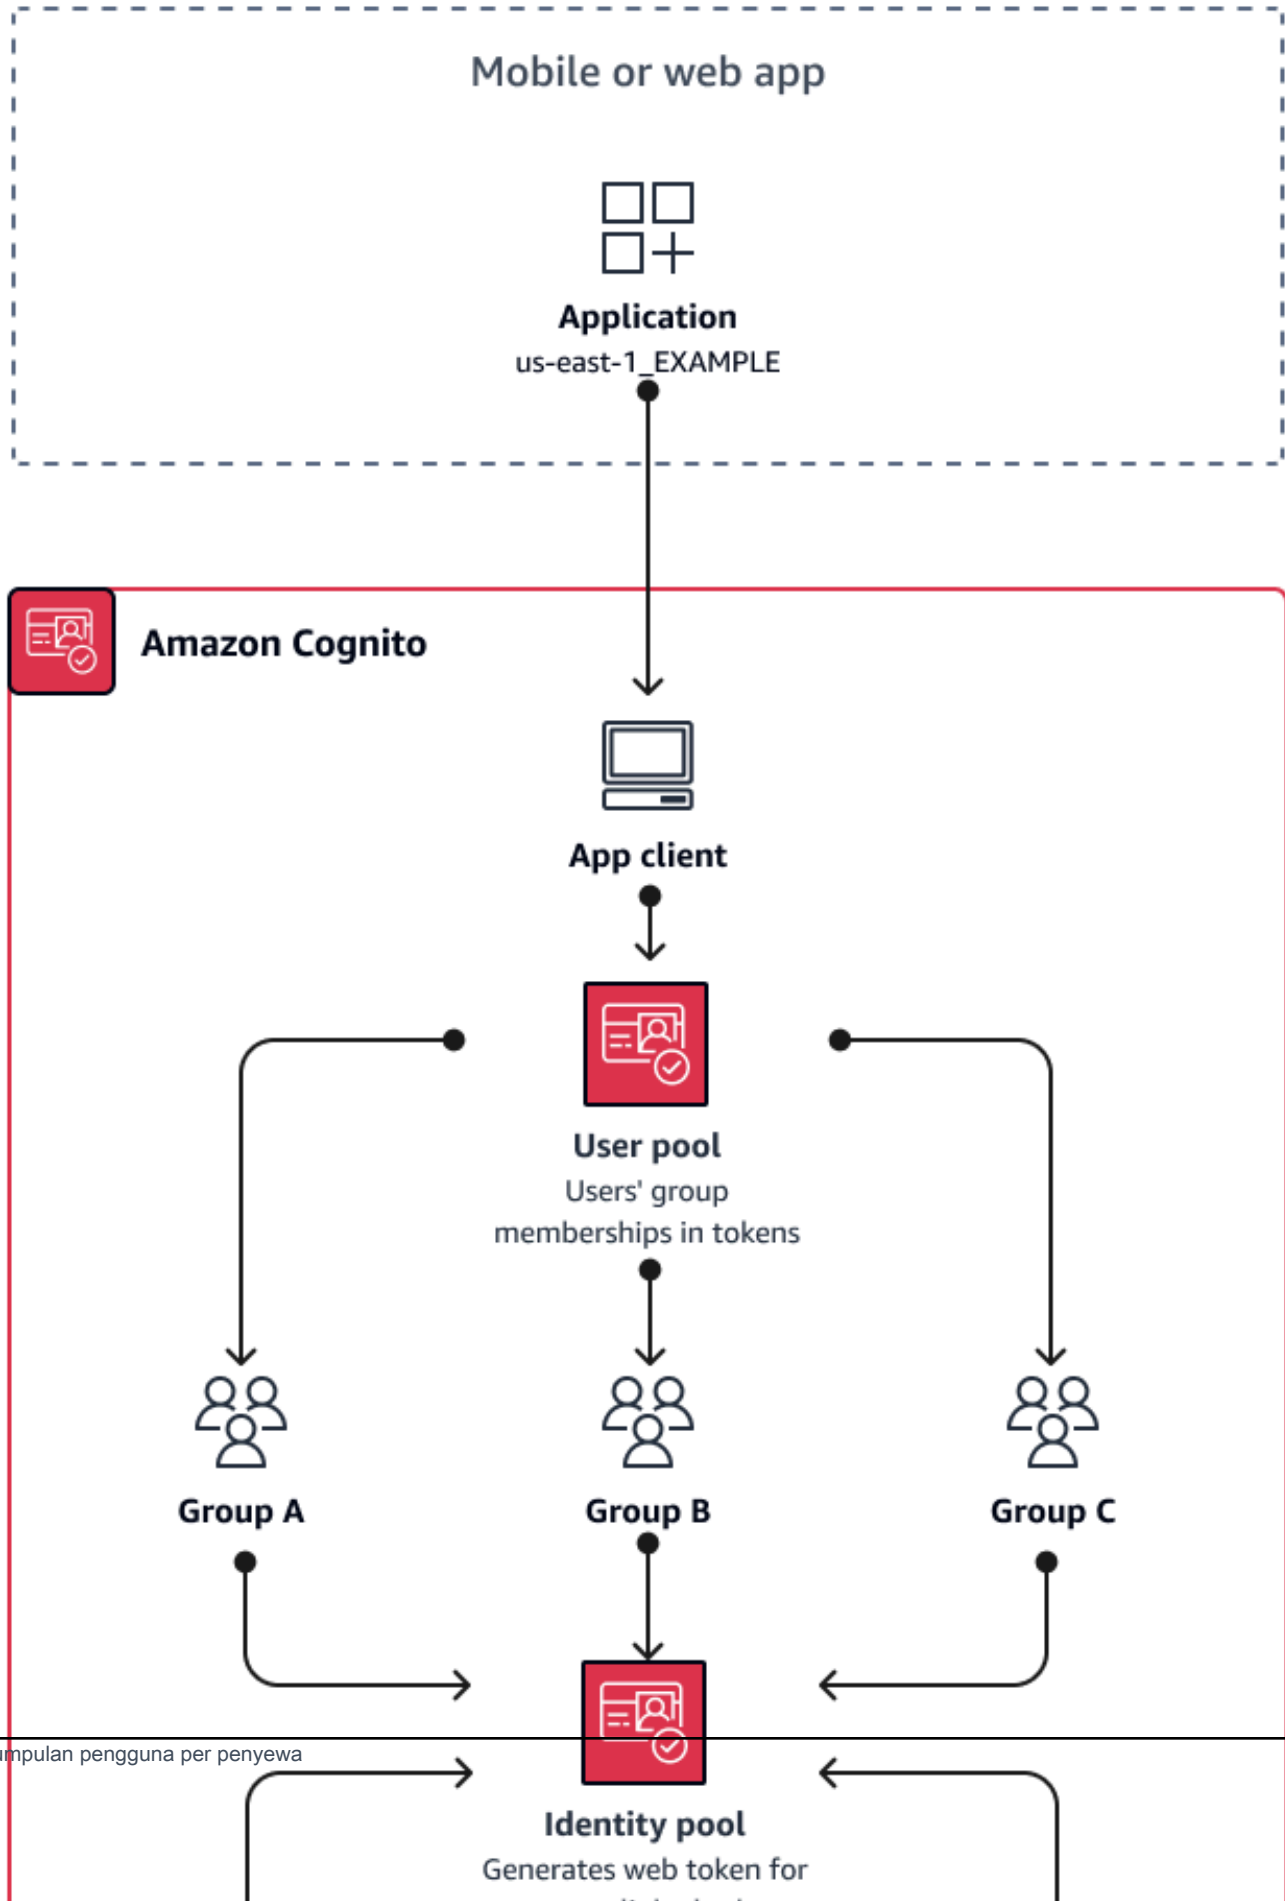 Mobile or web app
Application
us-east-1_EXAMPLE
Amazon Cognito
App client
User pool
Users' group
memberships in tokens
Group A
Group B
Group C
pengguna per penyewa
Identity pool
Generates web token for